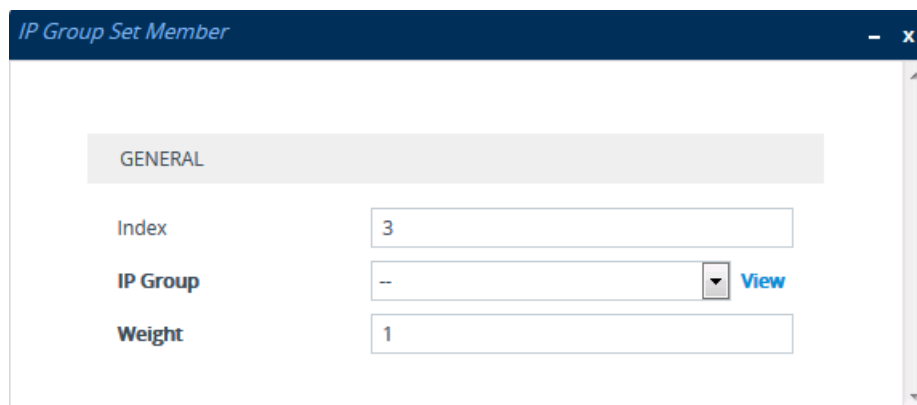 IP Group Set Member – x
GENERAL
Index 3
IP Group -- View
Weight 1